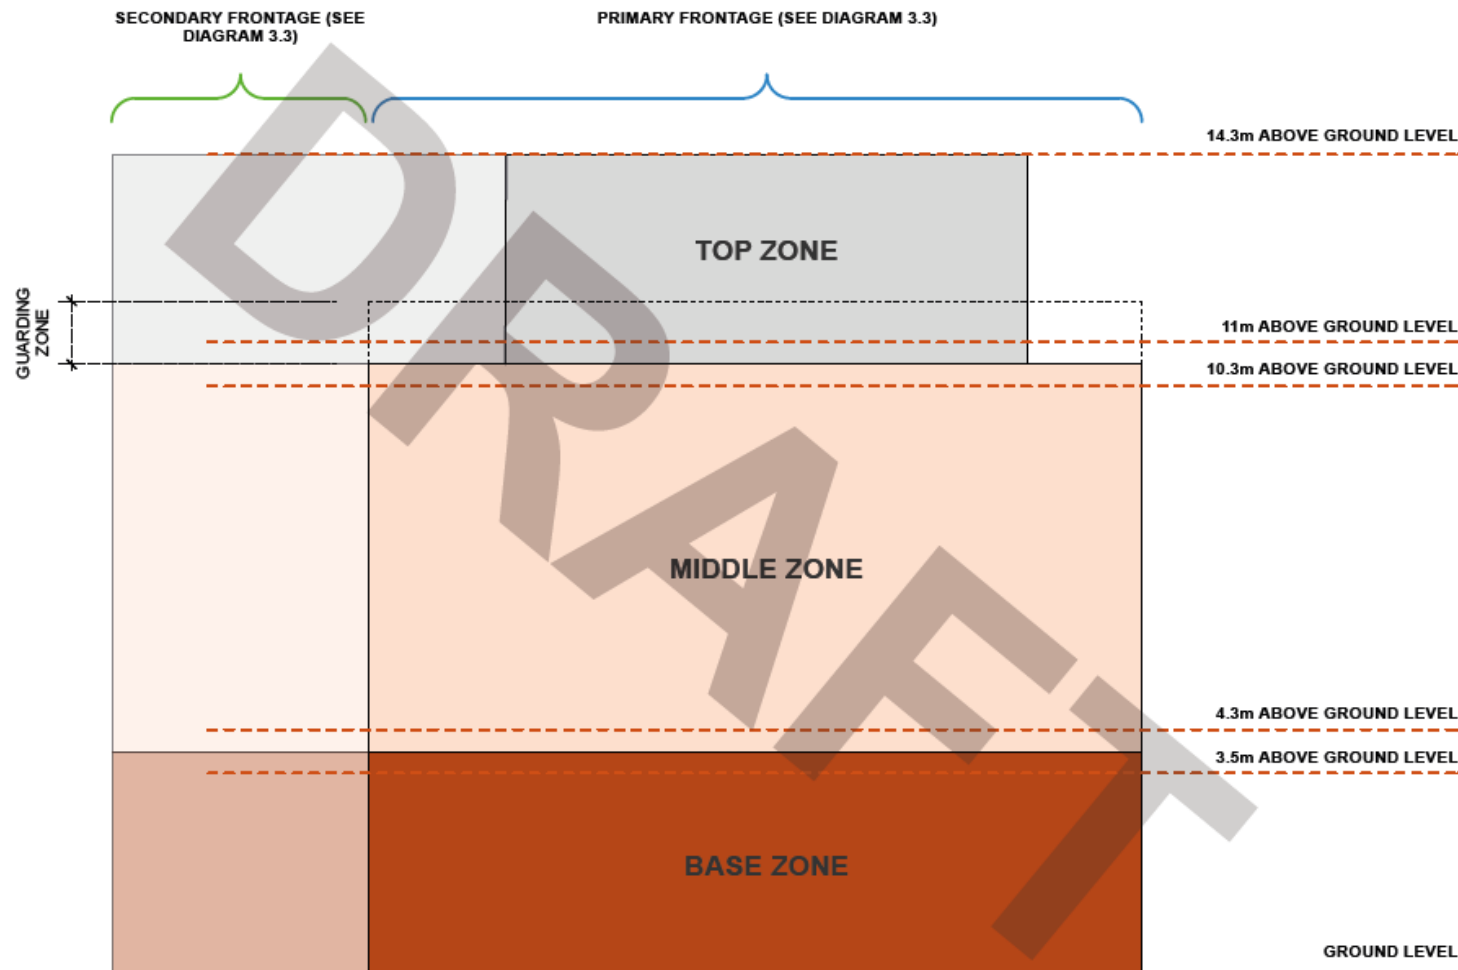 SECONDARY FRONTAGE (SEE
DIAGRAM 3.3)
PRIMARY FRONTAGE (SEE DIAGRAM 3.3)
14.3m ABOVE GROUND LEVEL
TOP ZONE
GUARDING
ZONE
11m ABOVE GROUND LEVEL
10.3m ABOVE GROUND LEVEL
MIDDLE ZONE
4.3m ABOVE GROUND LEVEL
3.5m ABOVE GROUND LEVEL
BASE ZONE
GROUND LEVEL
DRAFT